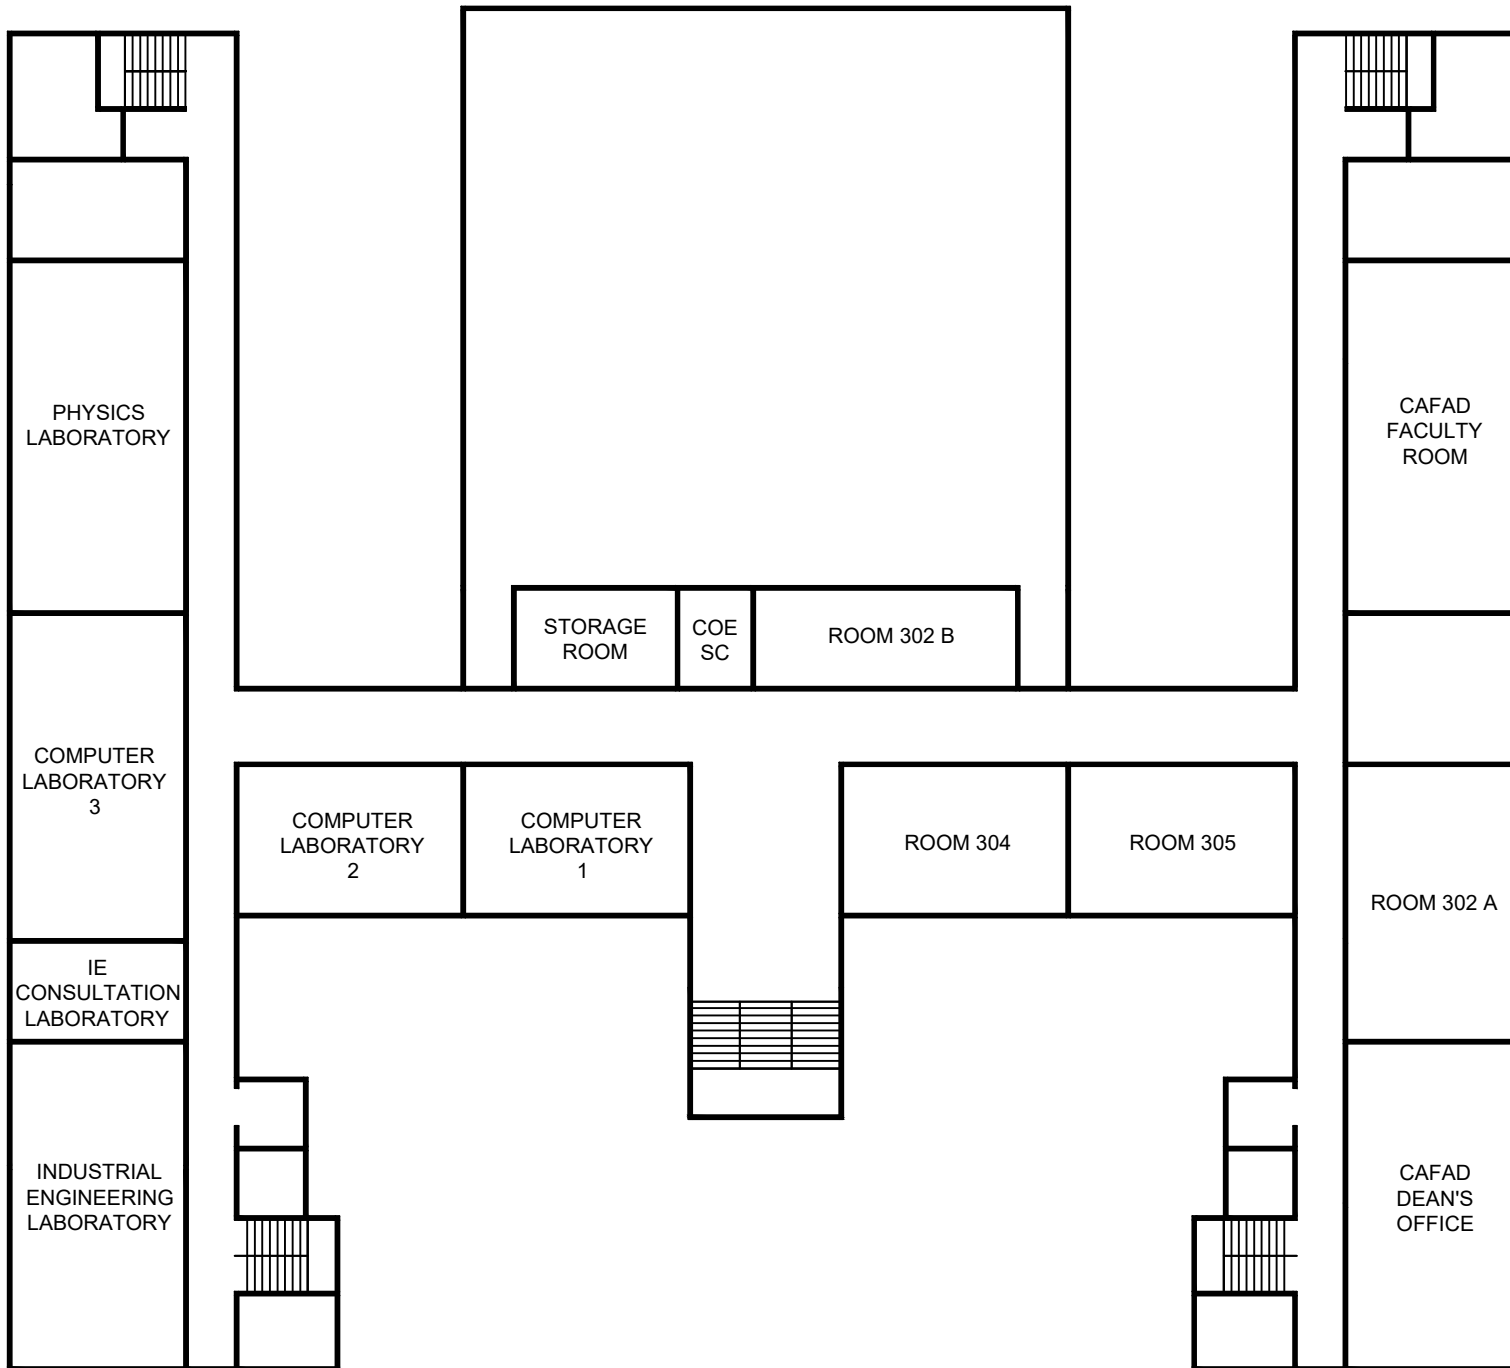 PHYSICS
LABORATORY
CAFAD
FACULTY
ROOM
STORAGE
ROOM
COE
SC
ROOM 302 B
COMPUTER
LABORATORY
3
COMPUTER
LABORATORY
2
COMPUTER
LABORATORY
1
ROOM 304
ROOM 305
ROOM 302 A
IE
CONSULTATION
LABORATORY
INDUSTRIAL
ENGINEERING
LABORATORY
CAFAD
DEAN'S
OFFICE